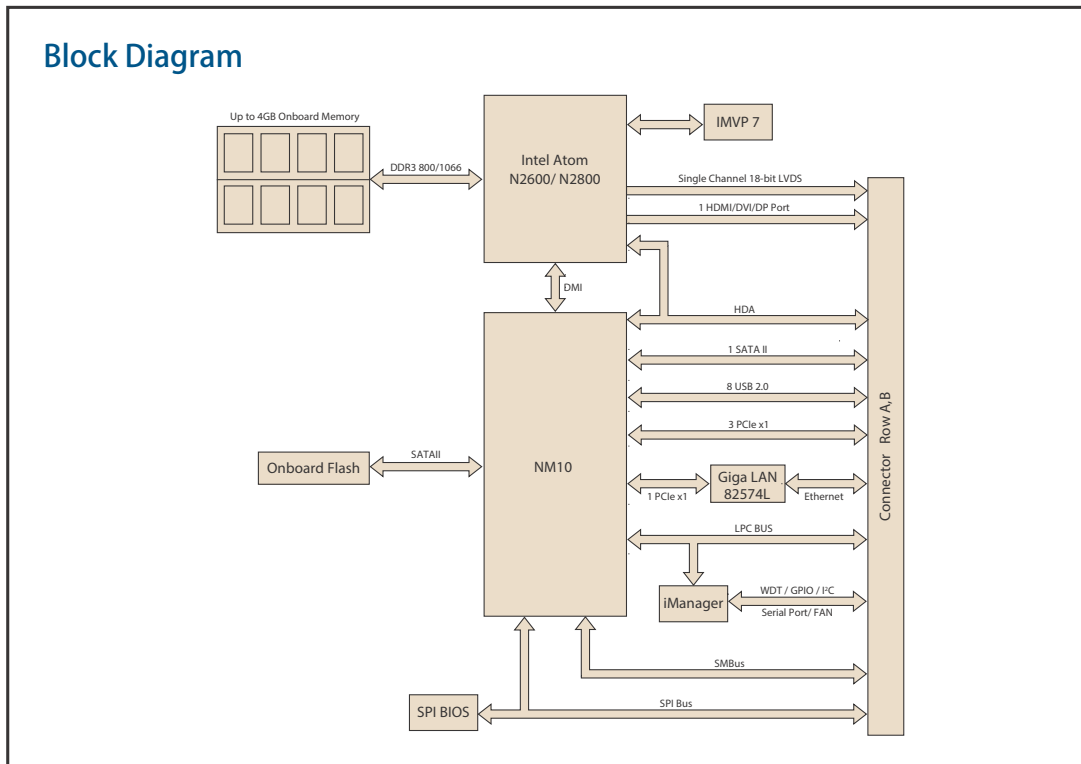 Block Diagram
Up to 4GB Onboard Memory
DDR3 800/1066
Intel Atom
N2600/ N2800
IMVP 7
Single Channel 18-bit LVDS
1 HDMI/DVI/DP Port
DMI
HDA
1 SATA II
8 USB 2.0
3 PCIe x1
Onboard Flash
SATAII
NM10
1 PCIe x1
Giga LAN
82574L
Ethernet
LPC BUS
iManager
WDT / GPIO / I²C
Serial Port/ FAN
SMBus
SPI BIOS
SPI Bus
Connector Row A,B